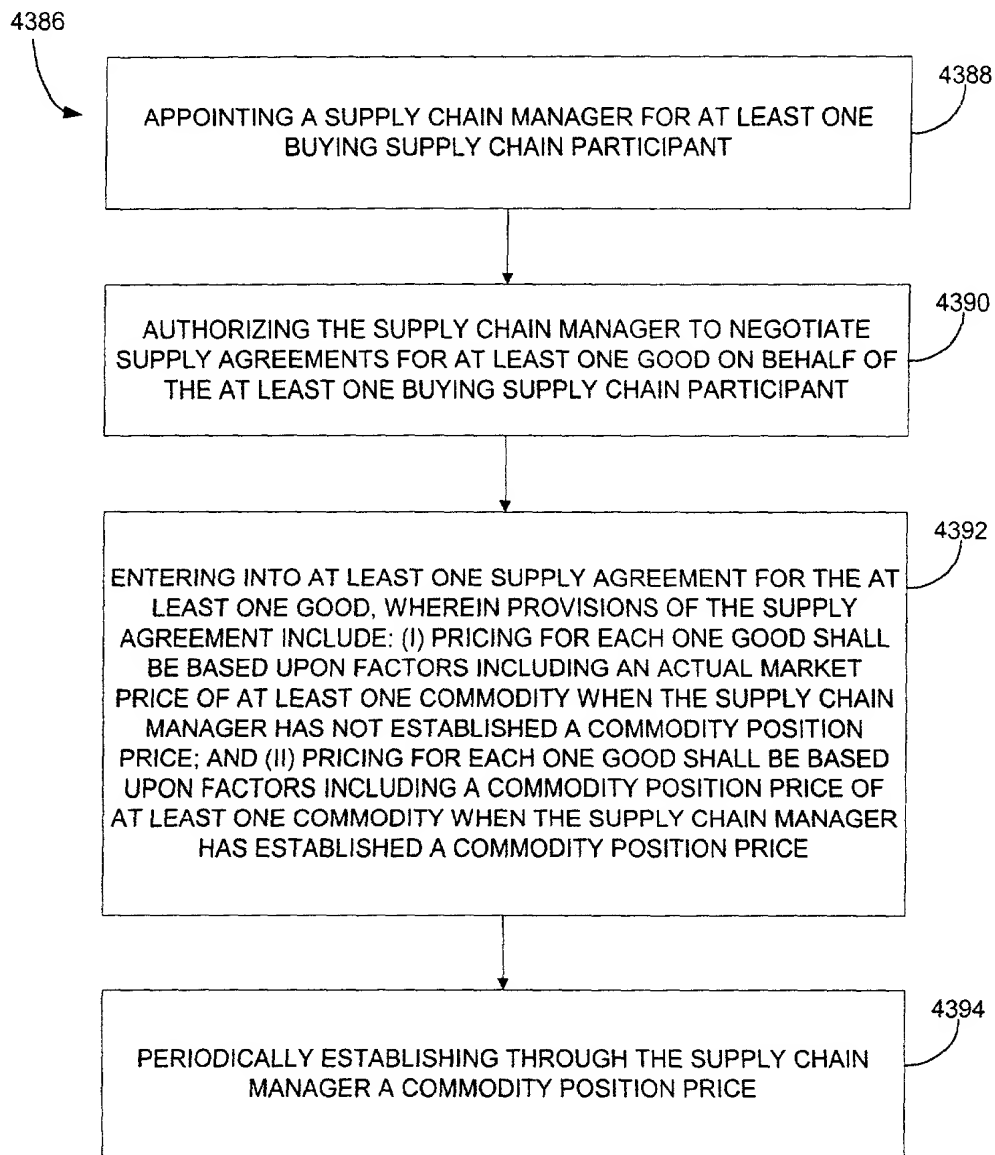 4386
4388
APPOINTING A SUPPLY CHAIN MANAGER FOR AT LEAST ONE
BUYING SUPPLY CHAIN PARTICIPANT
4390
AUTHORIZING THE SUPPLY CHAIN MANAGER TO NEGOTIATE
SUPPLY AGREEMENTS FOR AT LEAST ONE GOOD ON BEHALF OF
THE AT LEAST ONE BUYING SUPPLY CHAIN PARTICIPANT
4392
ENTERING INTO AT LEAST ONE SUPPLY AGREEMENT FOR THE AT
LEAST ONE GOOD, WHEREIN PROVISIONS OF THE SUPPLY
AGREEMENT INCLUDE: (I) PRICING FOR EACH ONE GOOD SHALL
BE BASED UPON FACTORS INCLUDING AN ACTUAL MARKET
PRICE OF AT LEAST ONE COMMODITY WHEN THE SUPPLY CHAIN
MANAGER HAS NOT ESTABLISHED A COMMODITY POSITION
PRICE; AND (II) PRICING FOR EACH ONE GOOD SHALL BE BASED
UPON FACTORS INCLUDING A COMMODITY POSITION PRICE OF
AT LEAST ONE COMMODITY WHEN THE SUPPLY CHAIN MANAGER
HAS ESTABLISHED A COMMODITY POSITION PRICE
4394
PERIODICALLY ESTABLISHING THROUGH THE SUPPLY CHAIN
MANAGER A COMMODITY POSITION PRICE